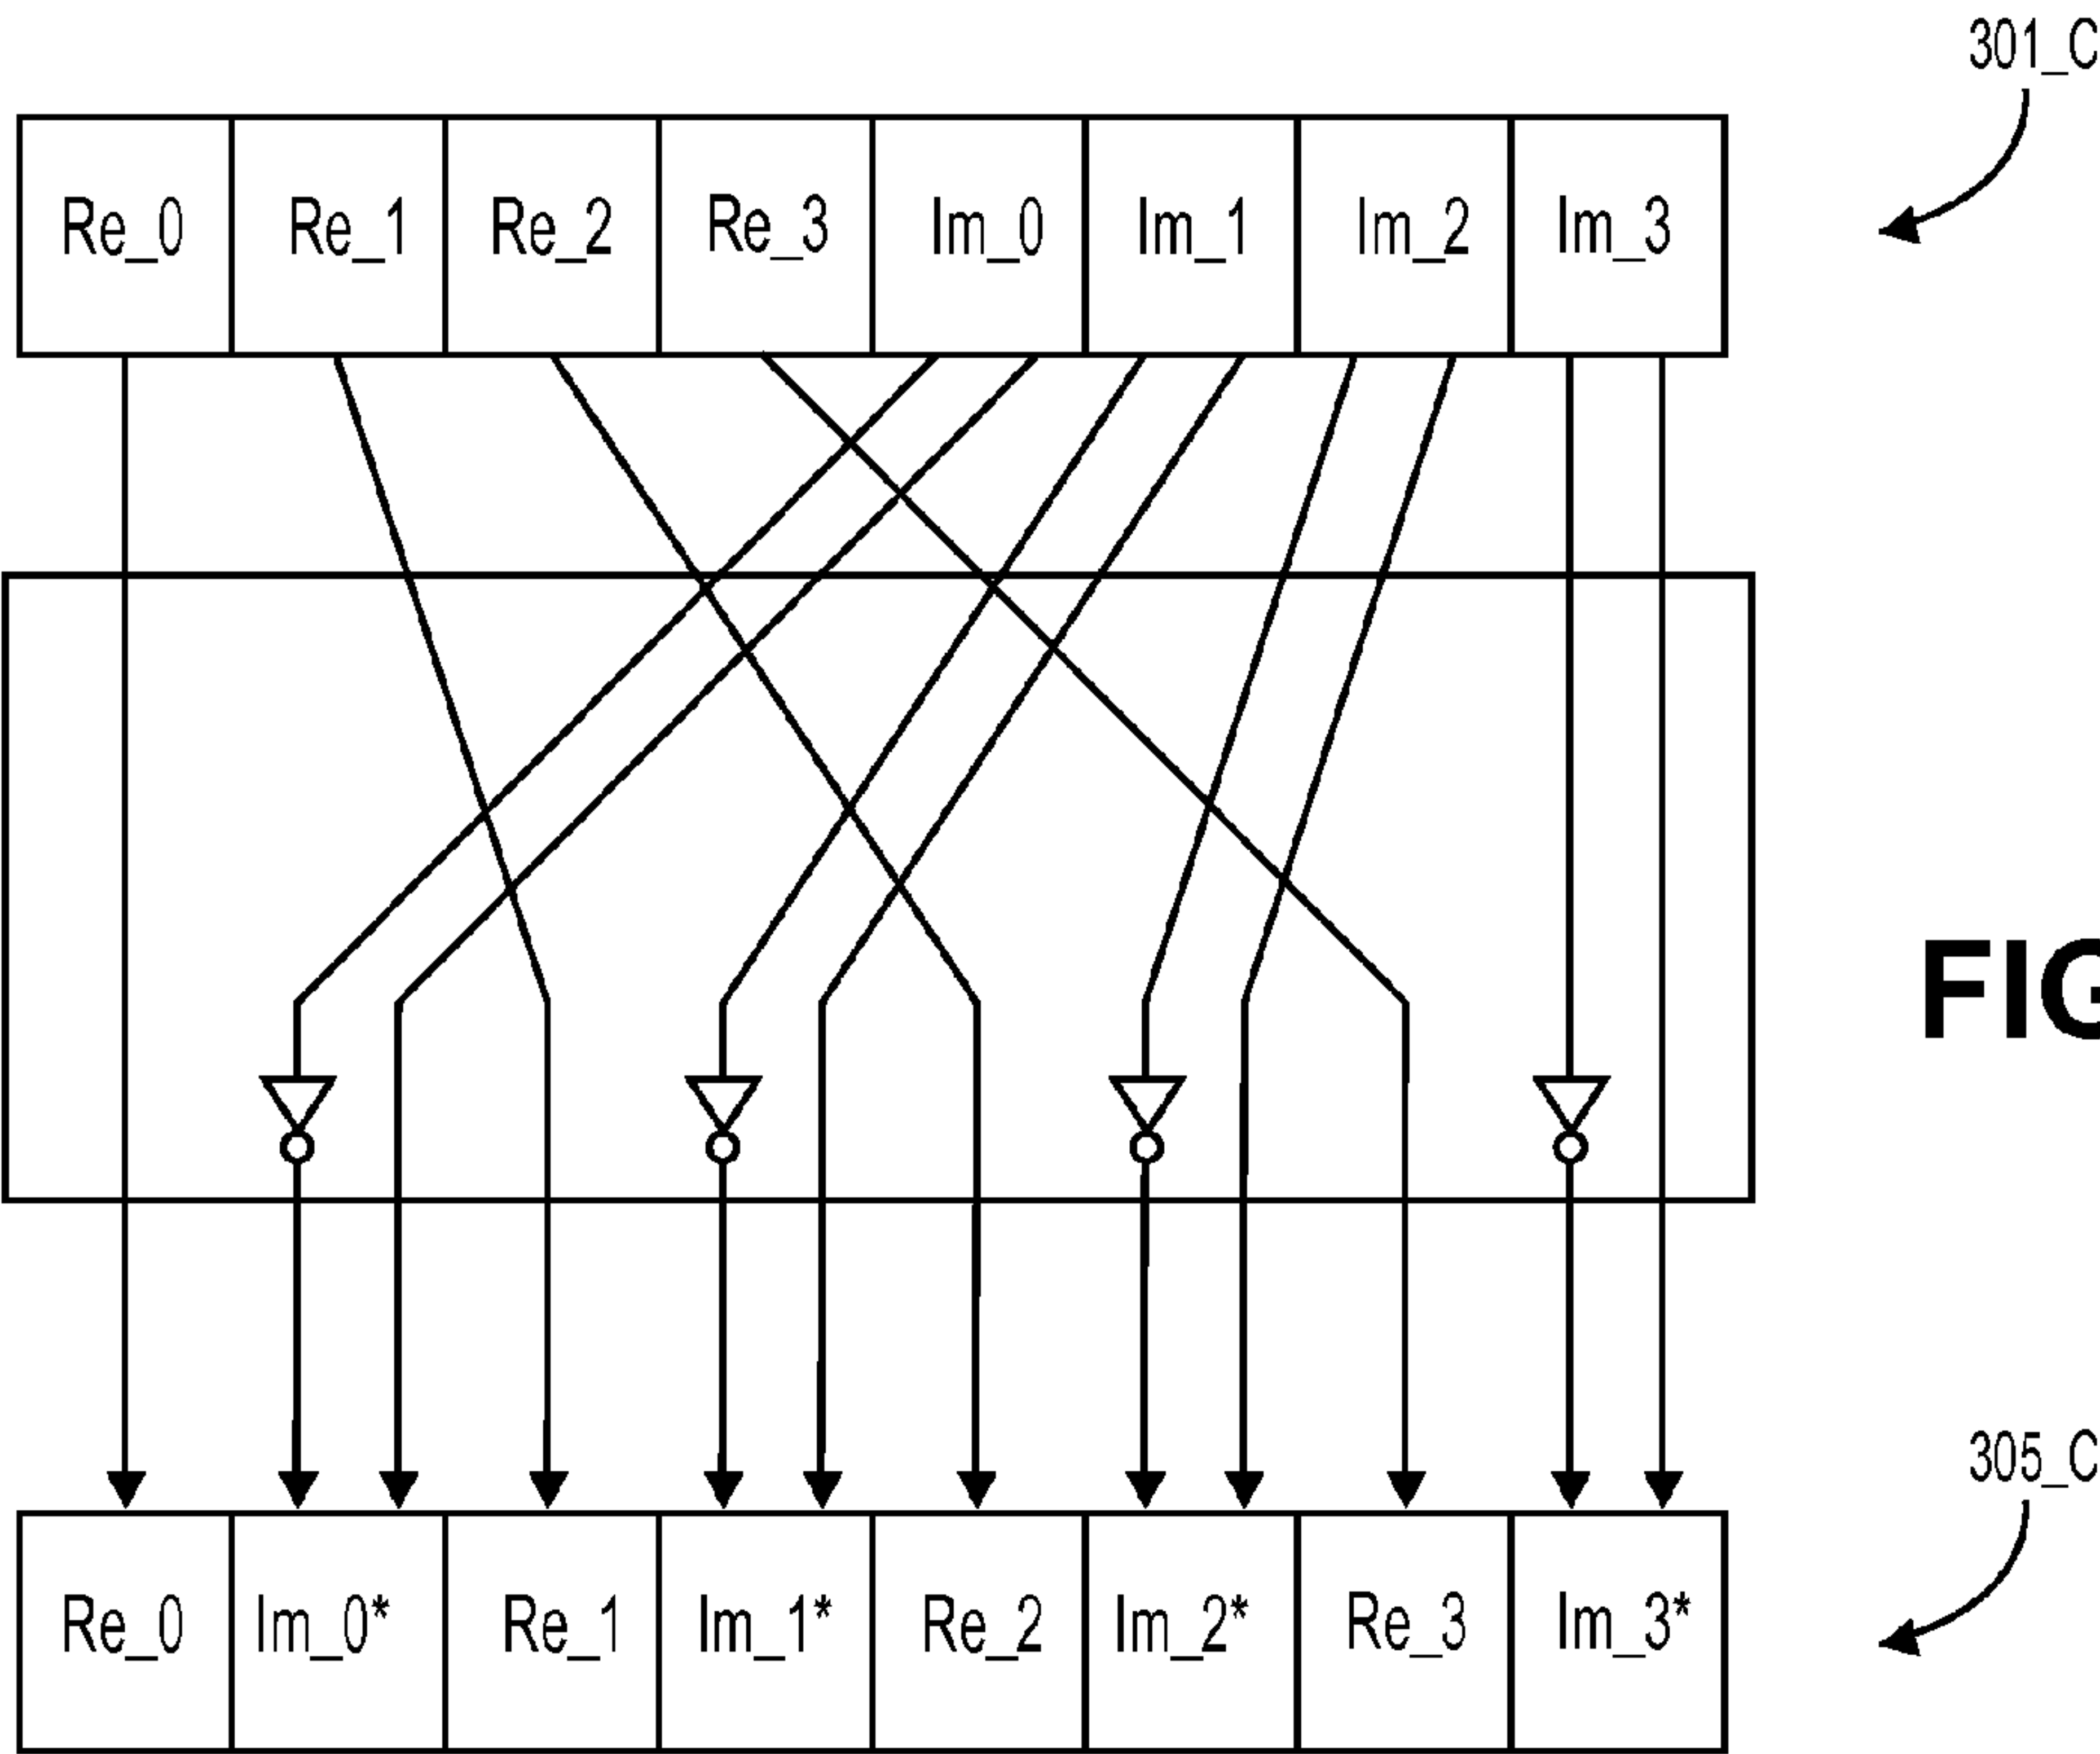 301_C
Re_0 Re_1 Re_2 Re_3 Im_0 Im_1 Im_2 Im_3
FIG
305_C
Re_0 Im_0* Re_1 Im_1* Re_2 Im_2* Re_3 Im_3*